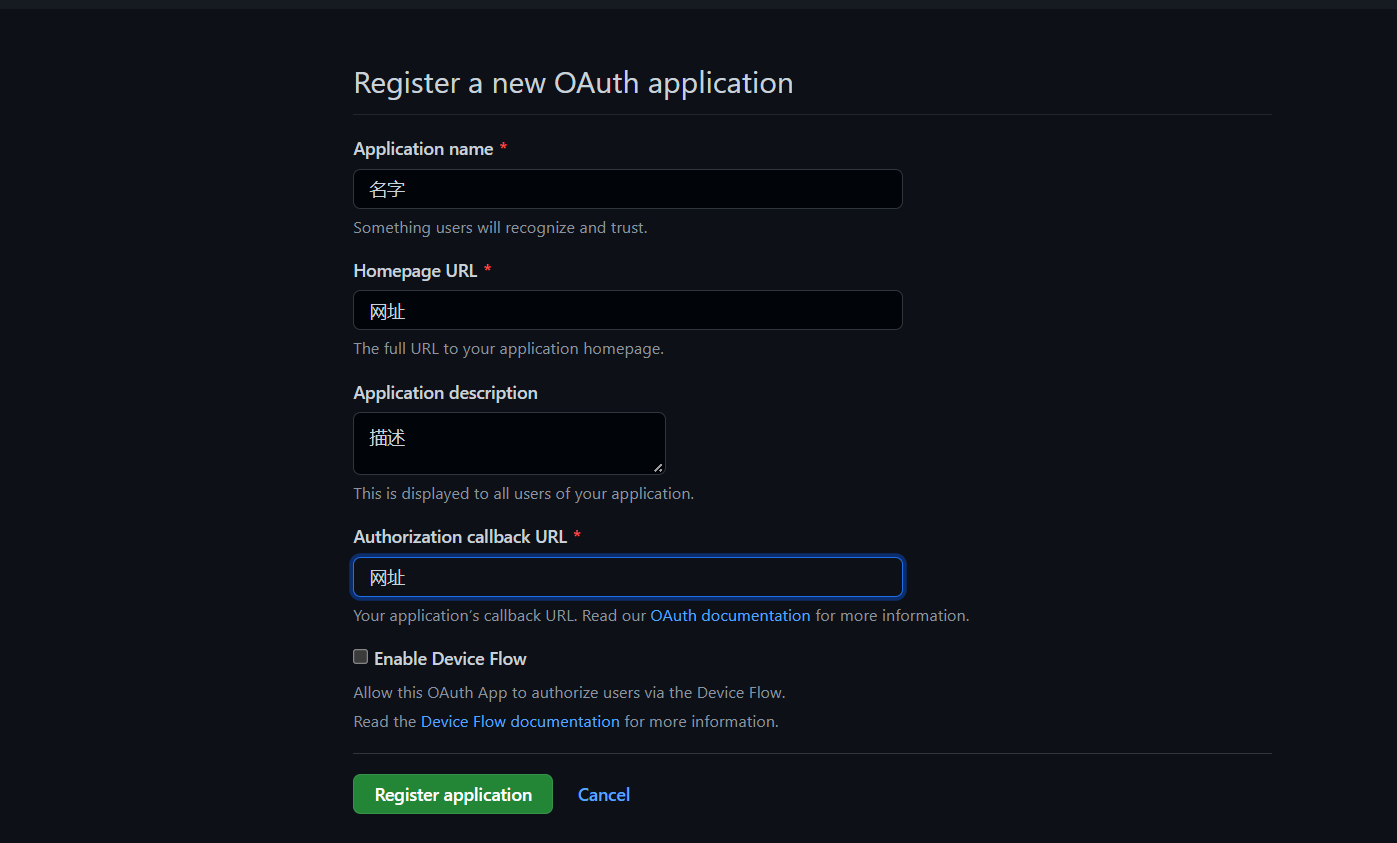 Register a new OAuth application
Application name *
名字
Something users will recognize and trust.
Homepage URL *
网址
The full URL to your application homepage.
Application description
描述
This is displayed to all users of your application.
Authorization callback URL *
网址
Your application's callback URL. Read our OAuth documentation for more information.
Enable Device Flow
Allow this OAuth App to authorize users via the Device Flow.
Read the Device Flow documentation for more information.
Register application Cancel